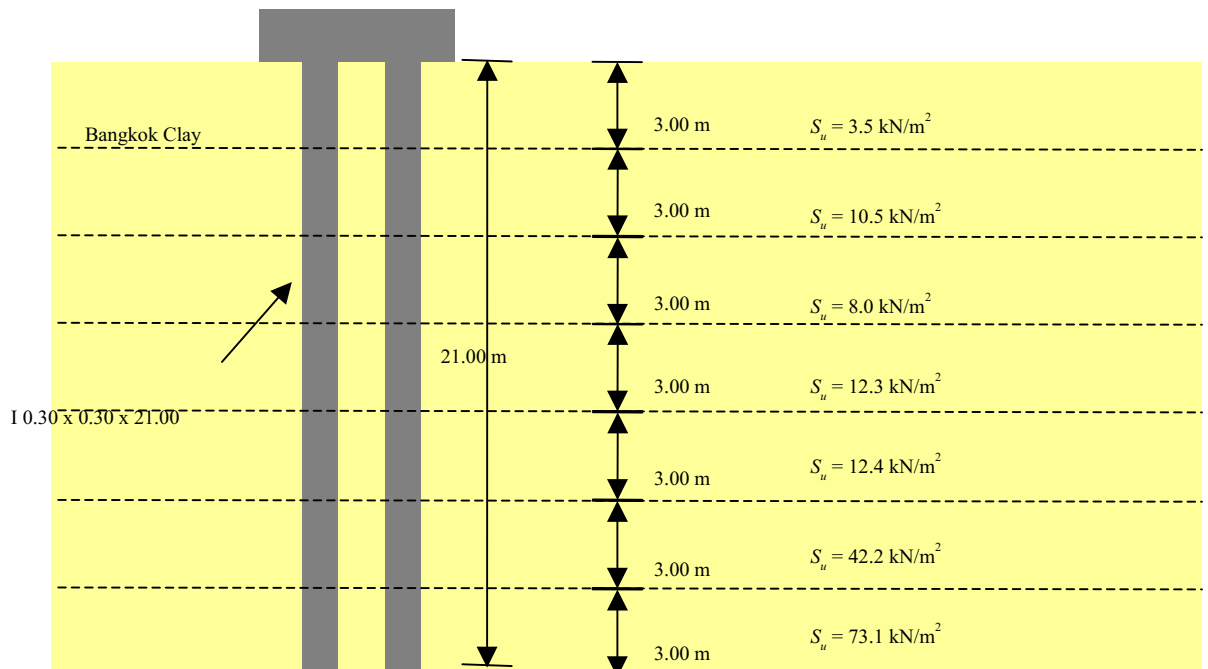 3.00 m
S_u = 3.5 kN/m²
Bangkok Clay
3.00 m
S_u = 10.5 kN/m²
3.00 m
S_u = 8.0 kN/m²
21.00 m
3.00 m
S_u = 12.3 kN/m²
I 0.30 x 0.30 x 21.00
3.00 m
S_u = 12.4 kN/m²
3.00 m
S_u = 42.2 kN/m²
3.00 m
S_u = 73.1 kN/m²